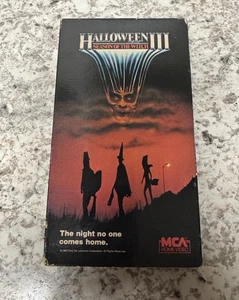 HALLOWEEN III
SEASON OF THE WITCH
The night no one
comes home.
MCA
HOME VIDEO